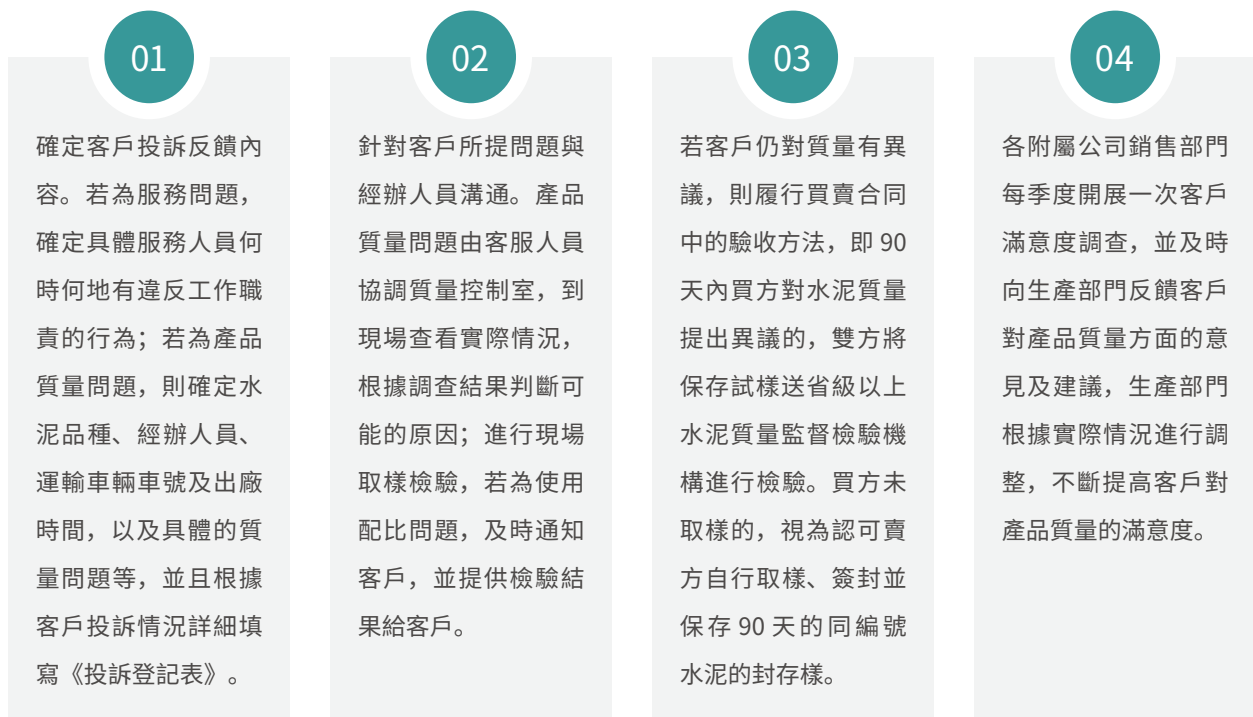 01
確定客戶投訴反饋內
容。若為服務問題，
確定具體服務人員何
時何地有違反工作職
責的行為；若為產品
質量問題，則確定水
泥品種、經辦人員、
運輸車輛車號及出廠
時間，以及具體的質
量問題等，並且根據
客戶投訴情況詳細填
寫《投訴登記表》。
02
針對客戶所提問題與
經辦人員溝通。產品
質量問題由客服人員
協調質量控制室，到
現場查看實際情況，
根據調查結果判斷可
能的原因；進行現場
取樣檢驗，若為使用
配比問題，及時通知
客戶，並提供檢驗結
果給客戶。
03
若客戶仍對質量有異
議，則履行買賣合同
中的驗收方法，即 90
天內買方對水泥質量
提出異議的，雙方將
保存試樣送省級以上
水泥質量監督檢驗機
構進行檢驗。買方未
取樣的，視為認可賣
方自行取樣、簽封並
保存 90 天的同編號
水泥的封存樣。
04
各附屬公司銷售部門
每季度開展一次客戶
滿意度調查，並及時
向生產部門反饋客戶
對產品質量方面的意
見及建議，生產部門
根據實際情況進行調
整，不斷提高客戶對
產品質量的滿意度。